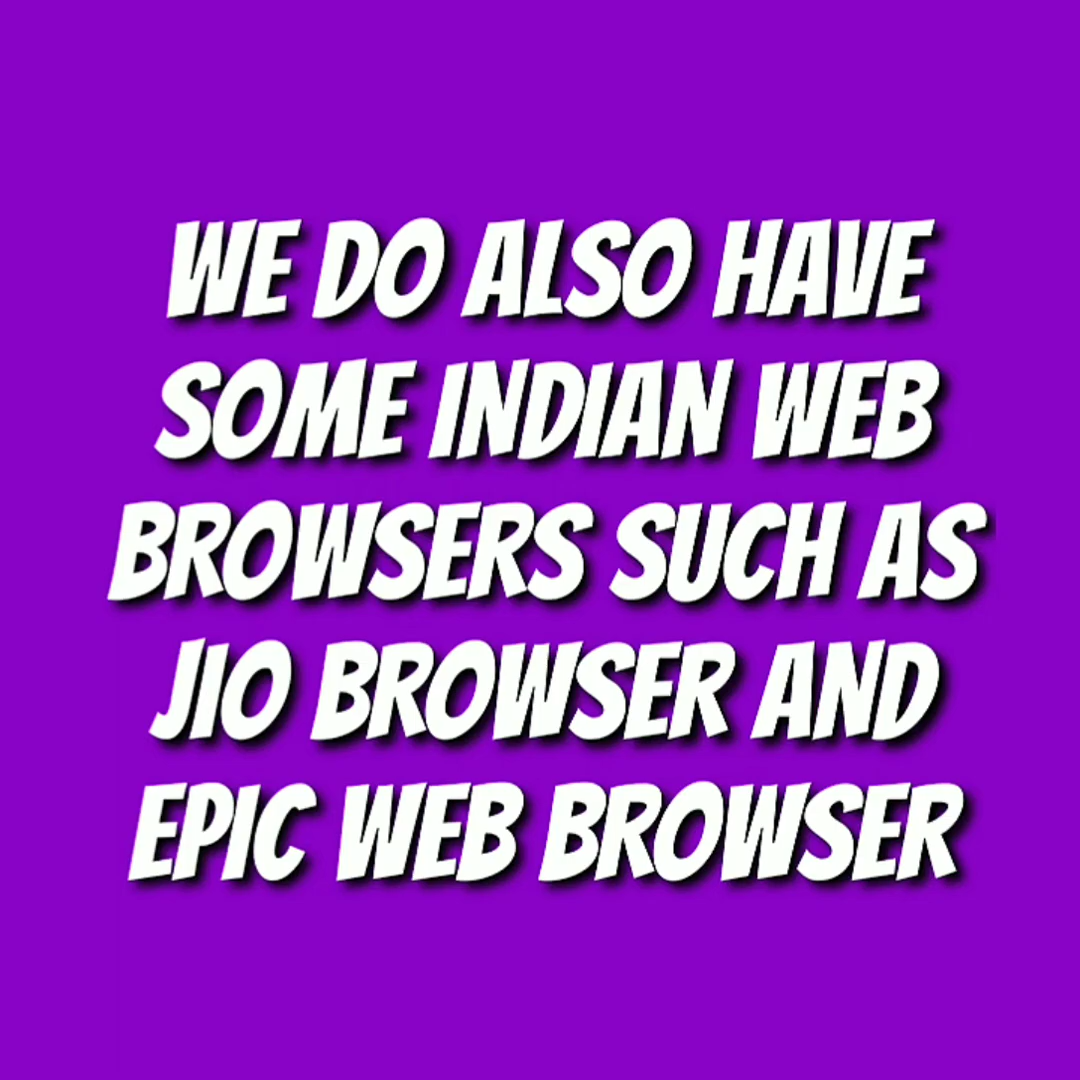 WE DO ALSO HAVE
SOME INDIAN WEB
BROWSERS SUCH AS
JIO BROWSER AND
EPIC WEB BROWSER